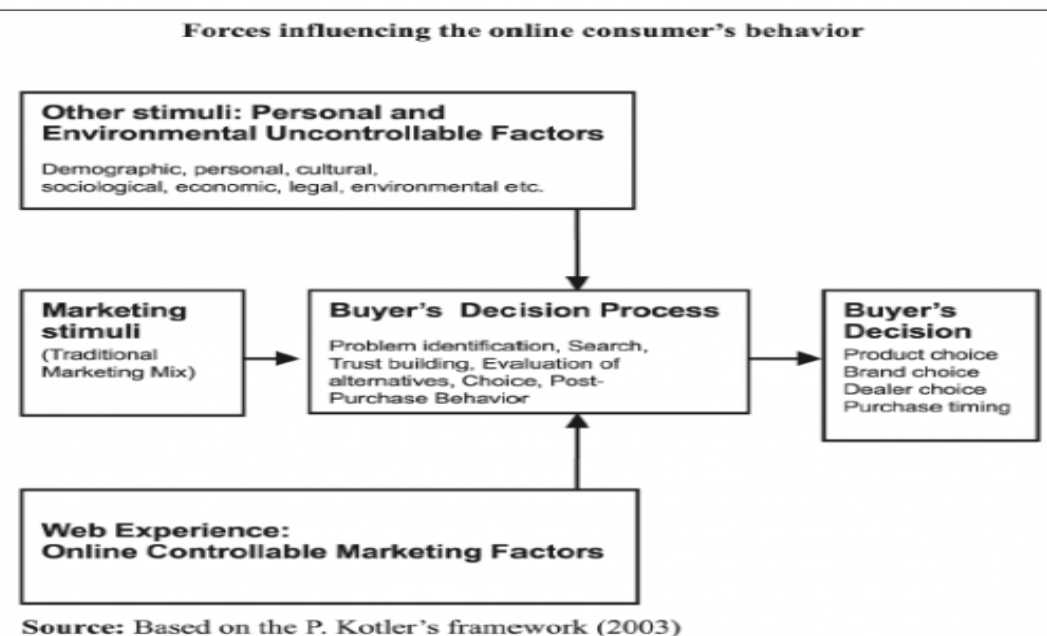 Forces influencing the online consumer's behavior
Other stimuli: Personal and
Environmental Uncontrollable Factors
Demographic, personal, cultural,
sociological, economic, legal, environmental etc.
Marketing
stimuli
(Traditional
Marketing Mix)
Buyer's Decision Process
Problem identification, Search,
Trust building, Evaluation of
alternatives, Choice, Post-
Purchase Behavior
Buyer's
Decision
Product choice
Brand choice
Dealer choice
Purchase timing
Web Experience:
Online Controllable Marketing Factors
Source: Based on the P. Kotler's framework (2003)